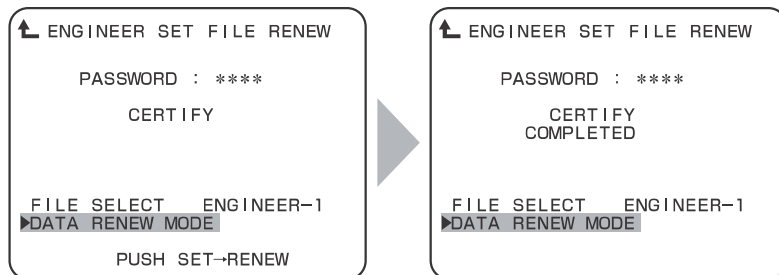 ENGINEER SET FILE RENEW
PASSWORD : ****
CERTIFY
FILE SELECT ENGINEER-1
▶DATA RENEW MODE
PUSH SET→RENEW
ENGINEER SET FILE RENEW
PASSWORD : ****
CERTIFY
COMPLETED
FILE SELECT ENGINEER-1
▶DATA RENEW MODE